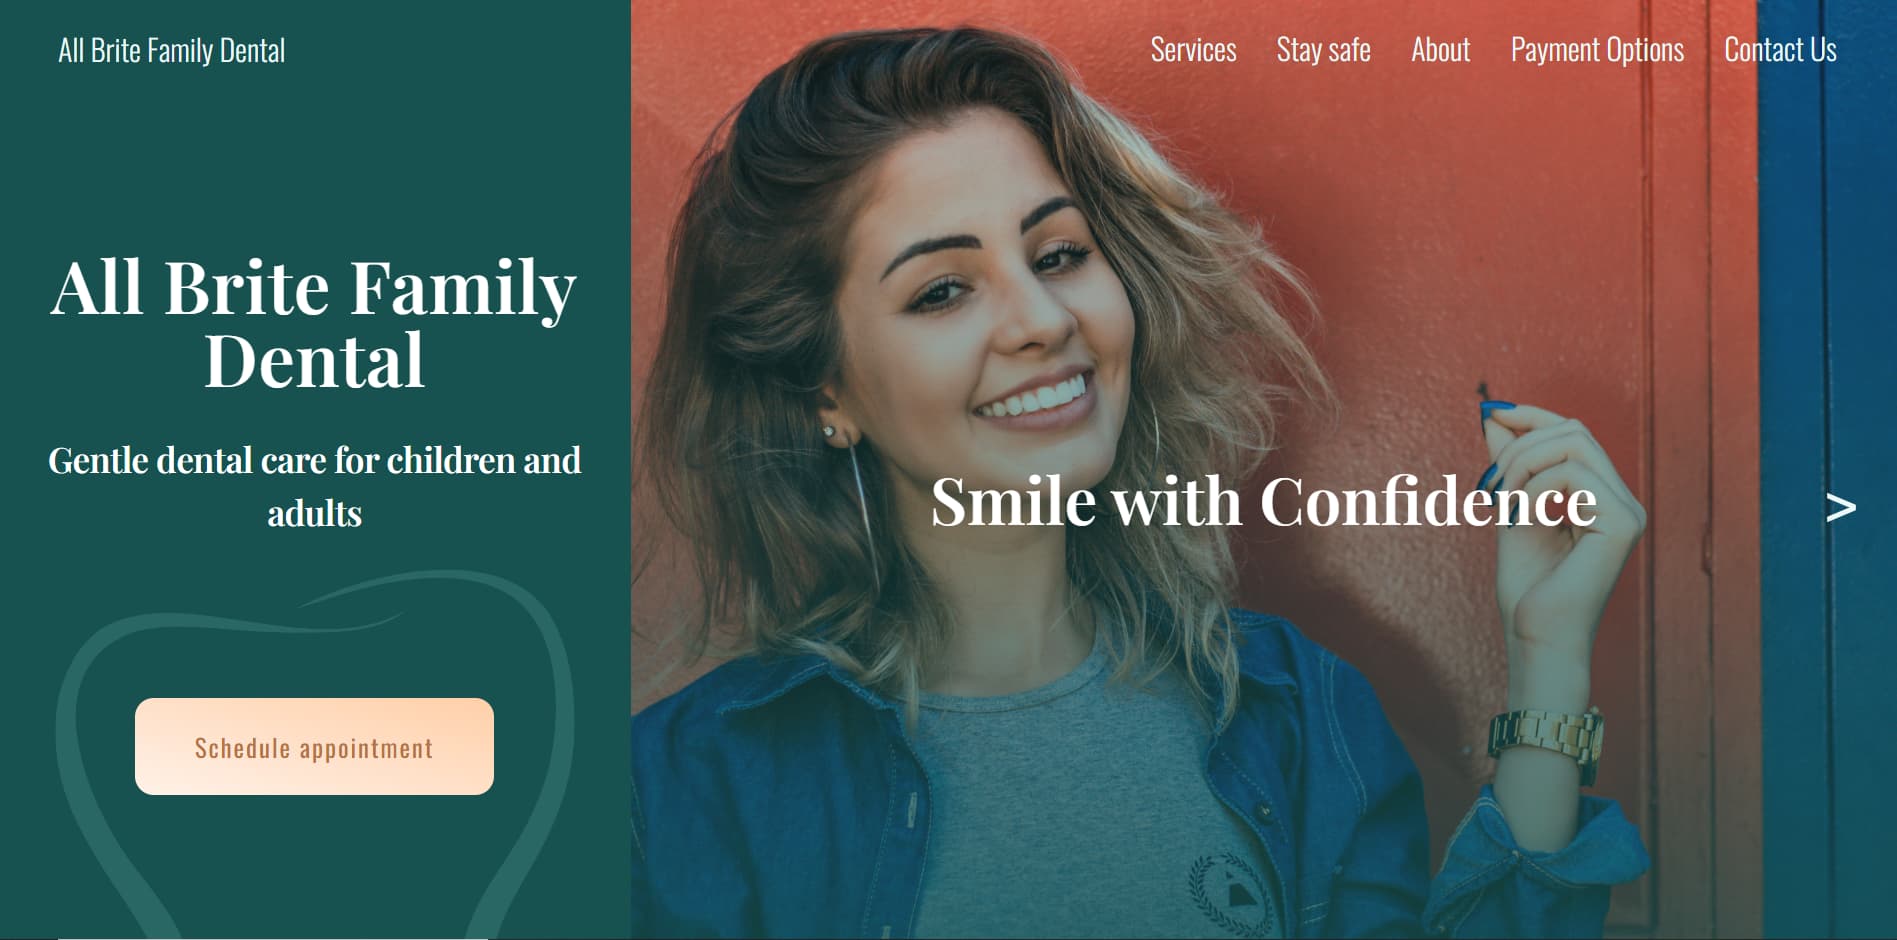 All Brite Family Dental
Services Stay safe About Payment Options Contact Us
All Brite Family
Dental
Gentle dental care for children and
adults
Schedule appointment
Smile with Confidence
>